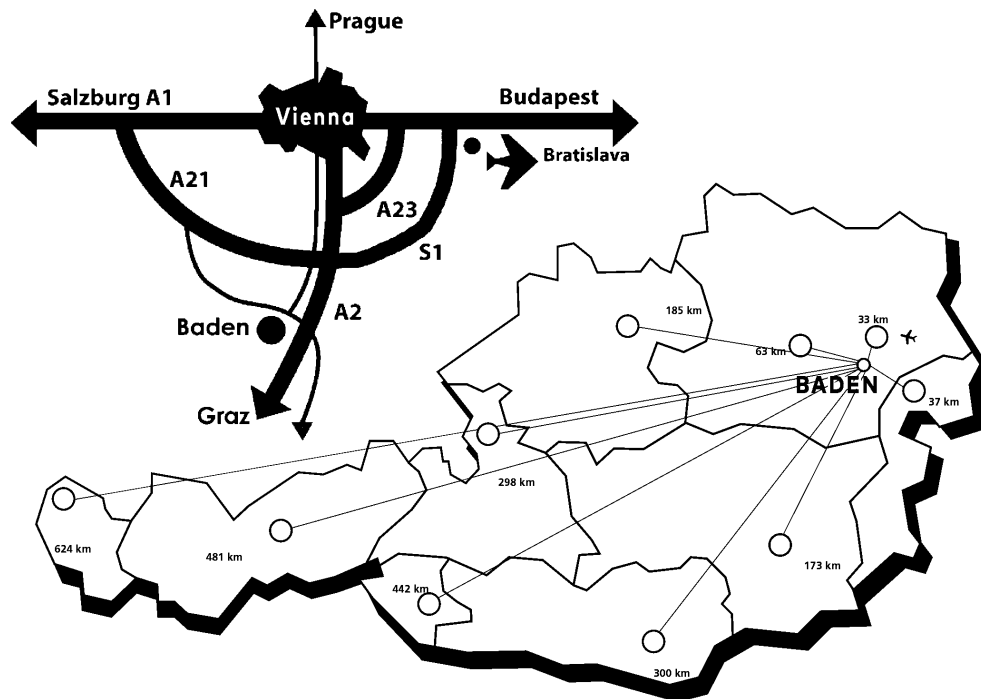 Prague
Salzburg A1
Vienna
Budapest
Bratislava
A21
A23
S1
A2
Baden
Graz
185 km
33 km
63 km
BADEN
37 km
298 km
624 km
481 km
173 km
442 km
300 km